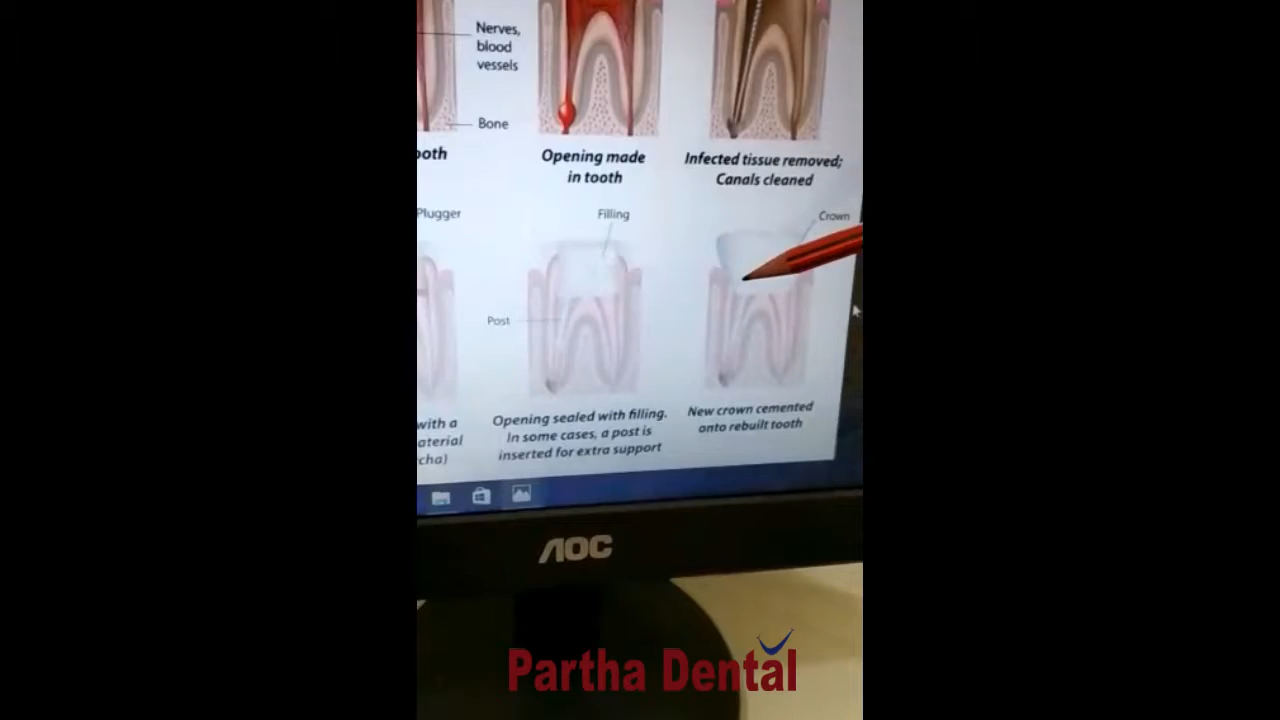 Nerves,
blood
vessels
Bone
ooth
Opening made
in tooth
Infected tissue removed;
Canals cleaned
Plugger
Filling
Crown
Post
with a
aterial
cha)
Opening sealed with filling.
In some cases, a post is
inserted for extra support
New crown cemented
onto rebuilt tooth
AOC
Partha Dental